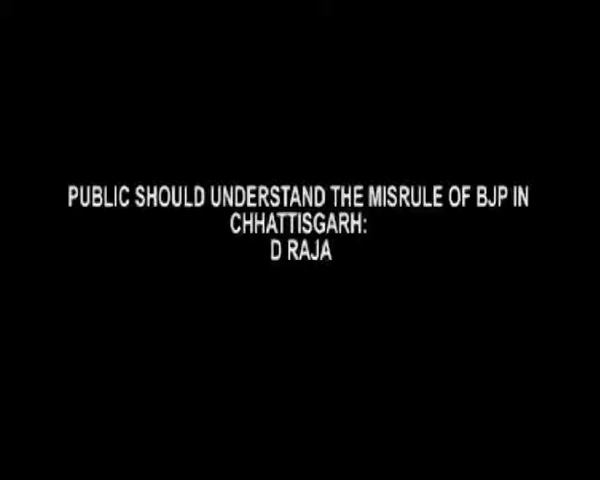 PUBLIC SHOULD UNDERSTAND THE MISRULE OF BJP IN
CHHATTISGARH:
D RAJA